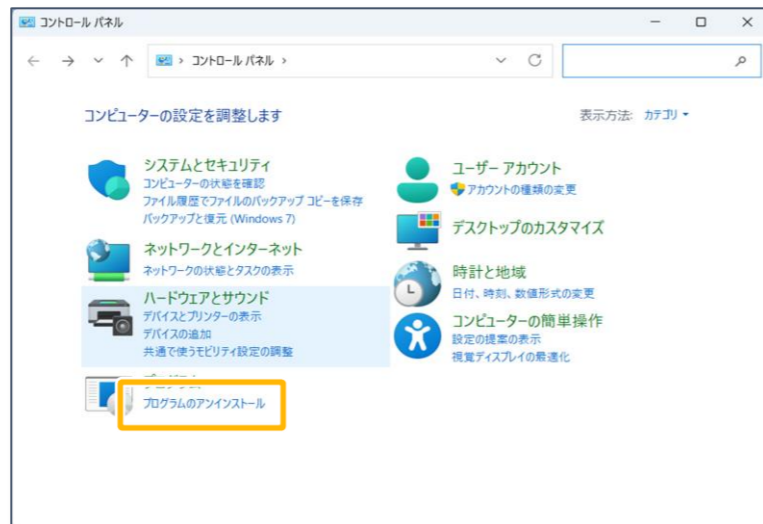 コントロール パネル
コントロール パネル
コンピューターの設定を調整します
表示方法: カテゴリ
システムとセキュリティ
コンピューターの状態を確認
ファイル履歴でファイルのバックアップ コピーを保存
バックアップと復元 (Windows 7)
ネットワークとインターネット
ネットワークの状態とタスクの表示
ハードウェアとサウンド
デバイスとプリンターの表示
デバイスの追加
共通で使うモビリティ設定の調整
プログラムのアンインストール
ユーザー アカウント
アカウントの種類の変更
デスクトップのカスタマイズ
時計と地域
日付、時刻、数値形式の変更
コンピューターの簡単操作
設定の提案の表示
視覚ディスプレイの最適化